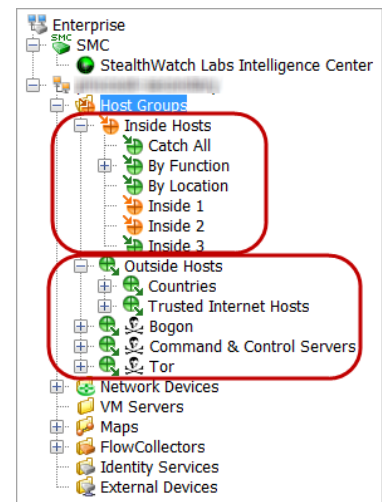 Enterprise
SMC
SMC
StealthWatch Labs Intelligence Center
Host Groups
Inside Hosts
Catch All
By Function
By Location
Inside 1
Inside 2
Inside 3
Outside Hosts
Countries
Trusted Internet Hosts
Bogon
Command & Control Servers
Tor
Network Devices
VM Servers
Maps
FlowCollectors
Identity Services
External Devices